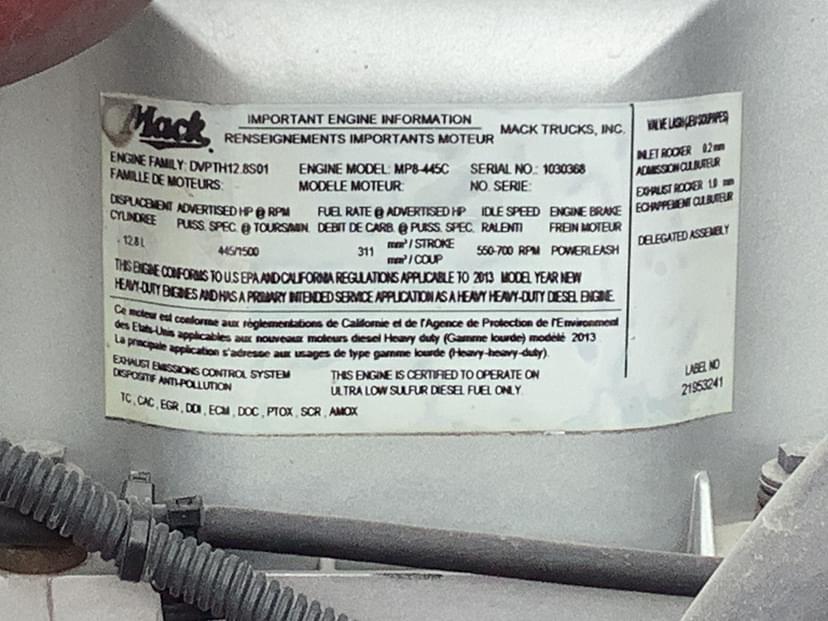 Mack
IMPORTANT ENGINE INFORMATION
RENSEIGNEMENTS IMPORTANTS MOTEUR
MACK TRUCKS, INC.
ENGINE FAMILY: DVPTH12.8S01 ENGINE MODEL: MP8-445C SERIAL NO.: 1030368
FAMILLE DE MOTEURS: MODELE MOTEUR: NO. SERIE:
DISPLACEMENT ADVERTISED HP @ RPM FUEL RATE @ ADVERTISED HP IDLE SPEED ENGINE BRAKE
CYLINDREE PUISS. SPEC. @ TOURS/MIN. DEBIT DE CARB. @ PUISS. SPEC. RALENTI FREIN MOTEUR
12.8 L 445/1500 311 mm³ / STROKE 550-700 RPM POWERLEASH
mm³ / COUP
THIS ENGINE CONFORMS TO U.S EPA AND CALIFORNIA REGULATIONS APPLICABLE TO 2013 MODEL YEAR NEW
HEAVY-DUTY ENGINES AND HAS A PRIMARY INTENDED SERVICE APPLICATION AS A HEAVY HEAVY-DUTY DIESEL ENGINE.
Ce moteur est conforme aux réglementations de Californie et de l'Agence de Protection de l'Environment
des Etats-Unis applicables aux nouveaux moteurs diesel Heavy duty (Gamme lourde) modélé 2013
La principale application s'adresse aux usages de type gamme lourde (Heavy-heavy-duty).
EXHAUST EMISSIONS CONTROL SYSTEM THIS ENGINE IS CERTIFIED TO OPERATE ON
DISPOSITIF ANTI-POLLUTION ULTRA LOW SULFUR DIESEL FUEL ONLY.
TC , CAC , EGR , DDI , ECM , DOC , PTOX , SCR , AMOX
VALVE LASH (JEU SOUPAPES)
INLET ROCKER 0.2 mm
ADMISSION CULBUTEUR
EXHAUST ROCKER 1.0 mm
ECHAPPEMENT CULBUTEUR
DELEGATED ASSEMBLY
LABEL NO
21953241